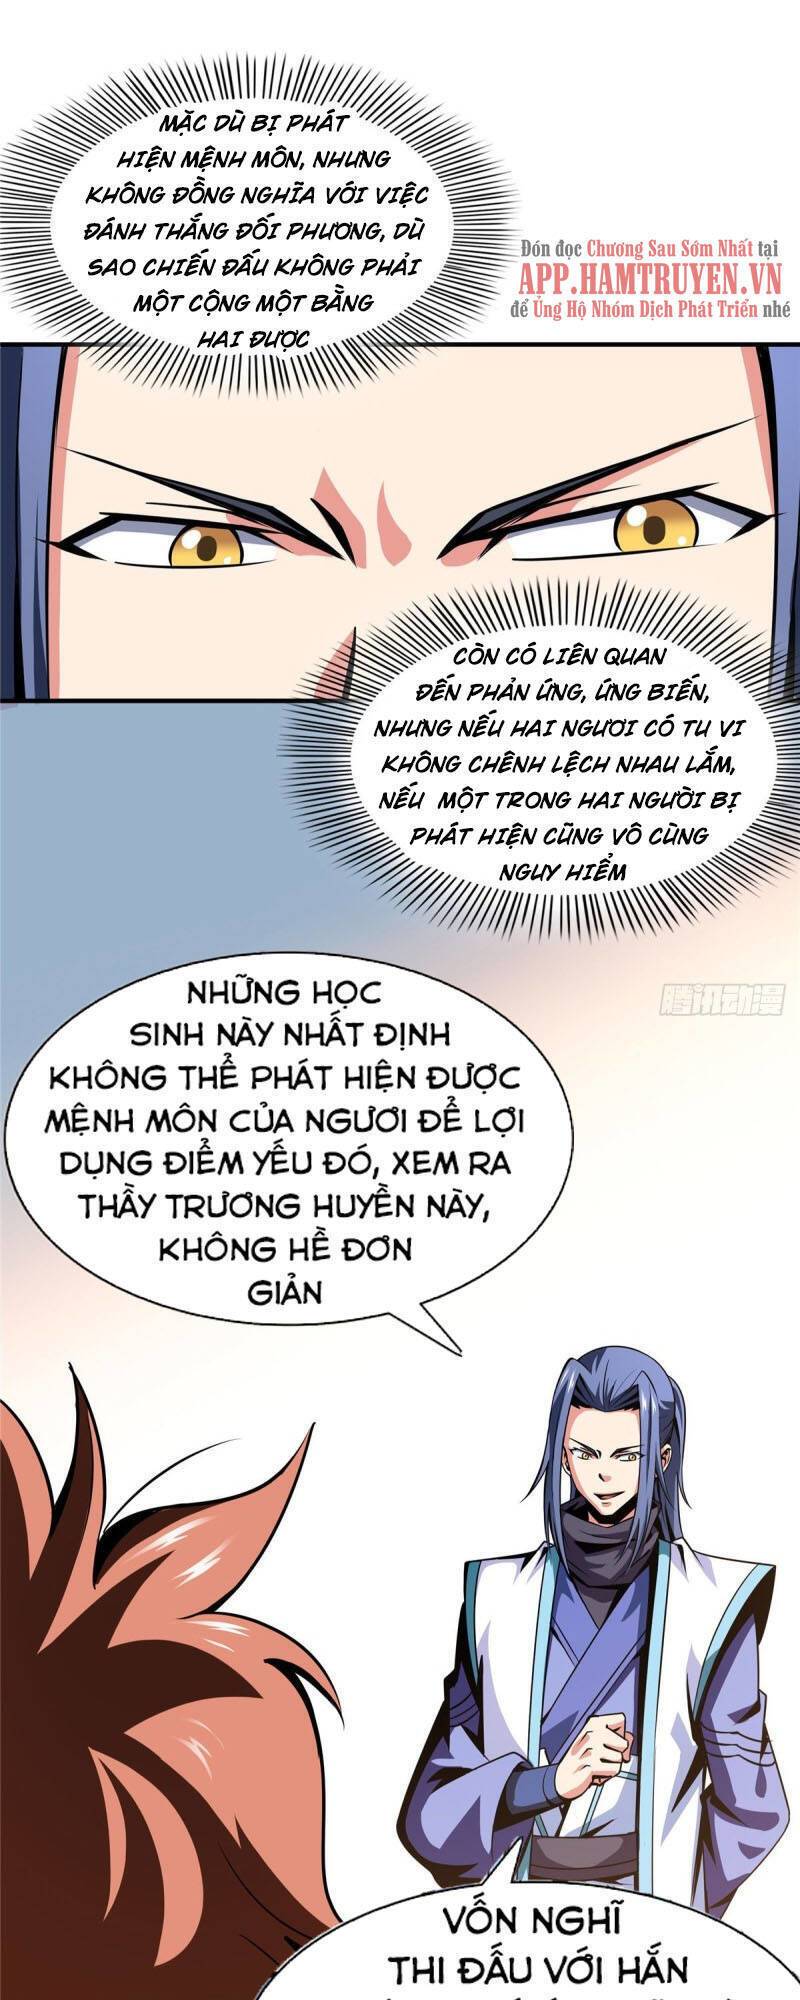 MẶC DÙ BỊ PHÁT
HIỆN MỆNH MÔN, NHƯNG
KHÔNG ĐỒNG NGHĨA VỚI VIỆC
ĐÁNH THẮNG ĐỐI PHƯƠNG, DÙ
SAO CHIẾN ĐẤU KHÔNG PHẢI
MỘT CỘNG MỘT BẰNG
HAI ĐƯỢC
Đón đọc Chương Sau Sớm Nhất tại
APP.HAMTRUYEN.VN
để Ủng Hộ Nhóm Dịch Phát Triển nhé
CÒN CÓ LIÊN QUAN
ĐẾN PHẢN ỨNG, ỨNG BIẾN,
NHƯNG NẾU HAI NGƯƠI CÓ TU VI
KHÔNG CHÊNH LỆCH NHAU LẮM,
NẾU MỘT TRONG HAI NGƯỜI BỊ
PHÁT HIỆN CŨNG VÔ CÙNG
NGUY HIỂM
腾讯动漫
NHỮNG HỌC
SINH NÀY NHẤT ĐỊNH
KHÔNG THỂ PHÁT HIỆN ĐƯỢC
MỆNH MÔN CỦA NGƯƠI ĐỂ LỢI
DỤNG ĐIỂM YẾU ĐÓ, XEM RA
THẦY TRƯƠNG HUYỀN NÀY,
KHÔNG HỀ ĐƠN
GIẢN
VỐN NGHĨ
THI ĐẤU VỚI HẮN